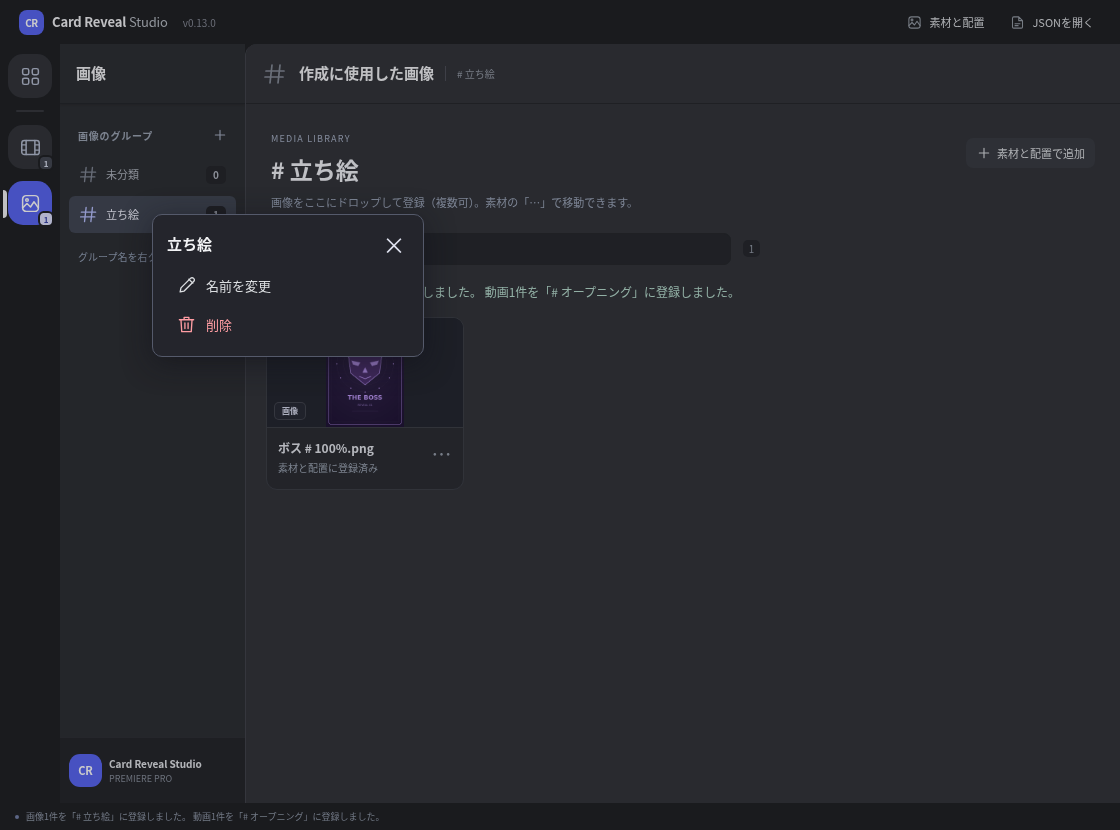 CR Card Reveal Studio v0.13.0
素材と配置
JSONを開く
画像
作成に使用した画像
# 立ち絵
画像のグループ
未分類 0
立ち絵
グループ名を右
1
1
MEDIA LIBRARY
# 立ち絵
素材と配置で追加
画像をここにドロップして登録（複数可）。素材の「…」で移動できます。
1
しました。 動画1件を「# オープニング」に登録しました。
立ち絵
名前を変更
削除
THE BOSS
画像
ボス # 100%.png
素材と配置に登録済み
CR
Card Reveal Studio
PREMIERE PRO
画像1件を「# 立ち絵」に登録しました。 動画1件を「# オープニング」に登録しました。